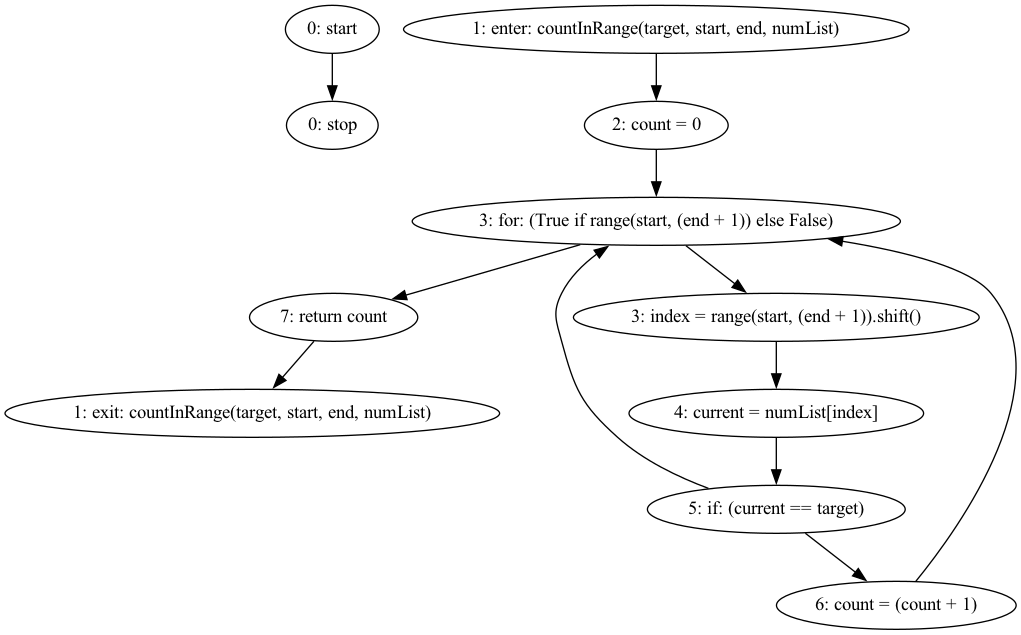 0: start
1: enter: countInRange(target, start, end, numList)
0: stop
2: count = 0
3: for: (True if range(start, (end + 1)) else False)
7: return count
3: index = range(start, (end + 1)).shift()
1: exit: countInRange(target, start, end, numList)
4: current = numList[index]
5: if: (current == target)
6: count = (count + 1)